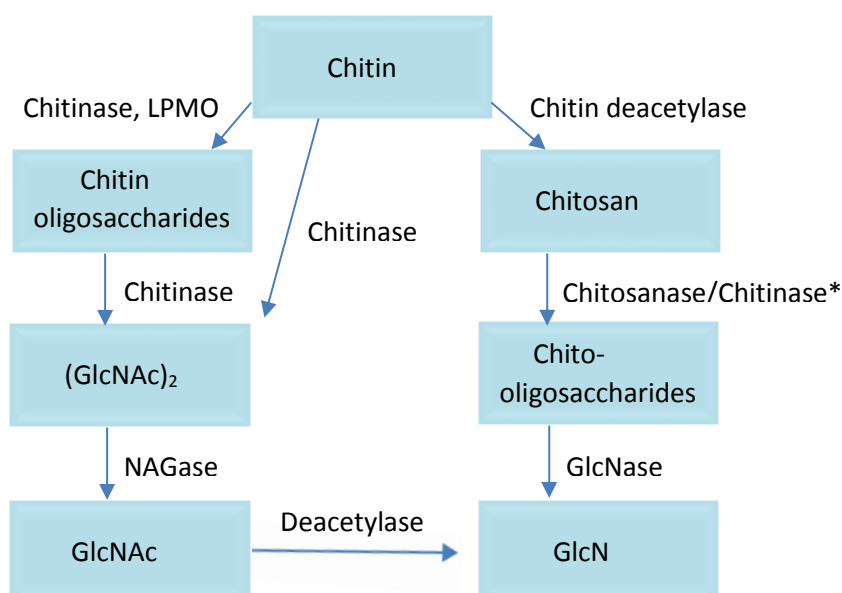 Chitin
Chitinase, LPMO
Chitin deacetylase
Chitin
oligosaccharides
Chitosan
Chitinase
Chitinase
Chitosanase/Chitinase*
(GlcNAc)₂
Chito-
oligosaccharides
NAGase
GlcNase
Deacetylase
GlcNAc
GlcN